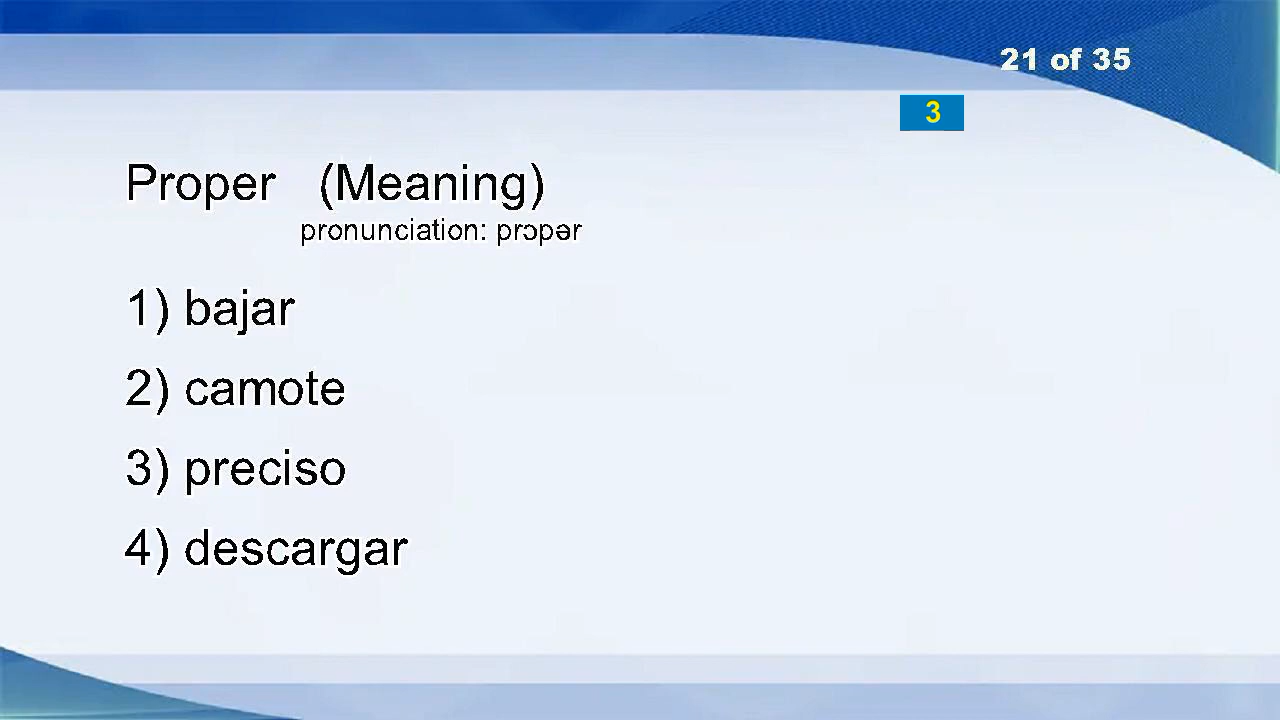 21 of 35
3
Proper (Meaning)
pronunciation: prɔpər
1) bajar
2) camote
3) preciso
4) descargar